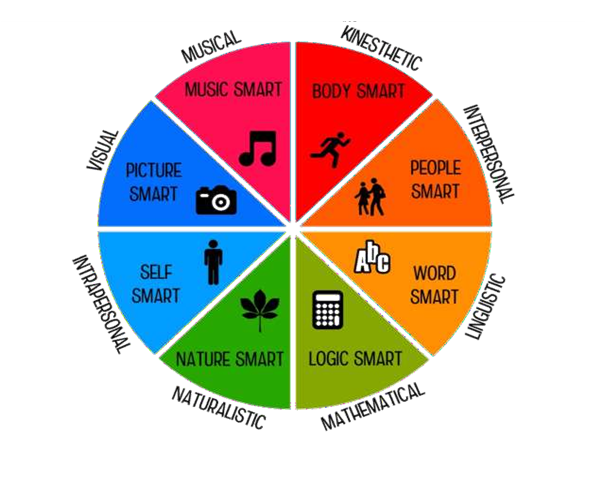 MUSICAL
KINESTHETIC
MUSIC SMART
BODY SMART
VISUAL
INTERPERSONAL
PICTURE
SMART
PEOPLE
SMART
INTRAPERSONAL
SELF
SMART
AbC
WORD
SMART
LINGUISTIC
NATURE SMART
LOGIC SMART
NATURALISTIC
MATHEMATICAL